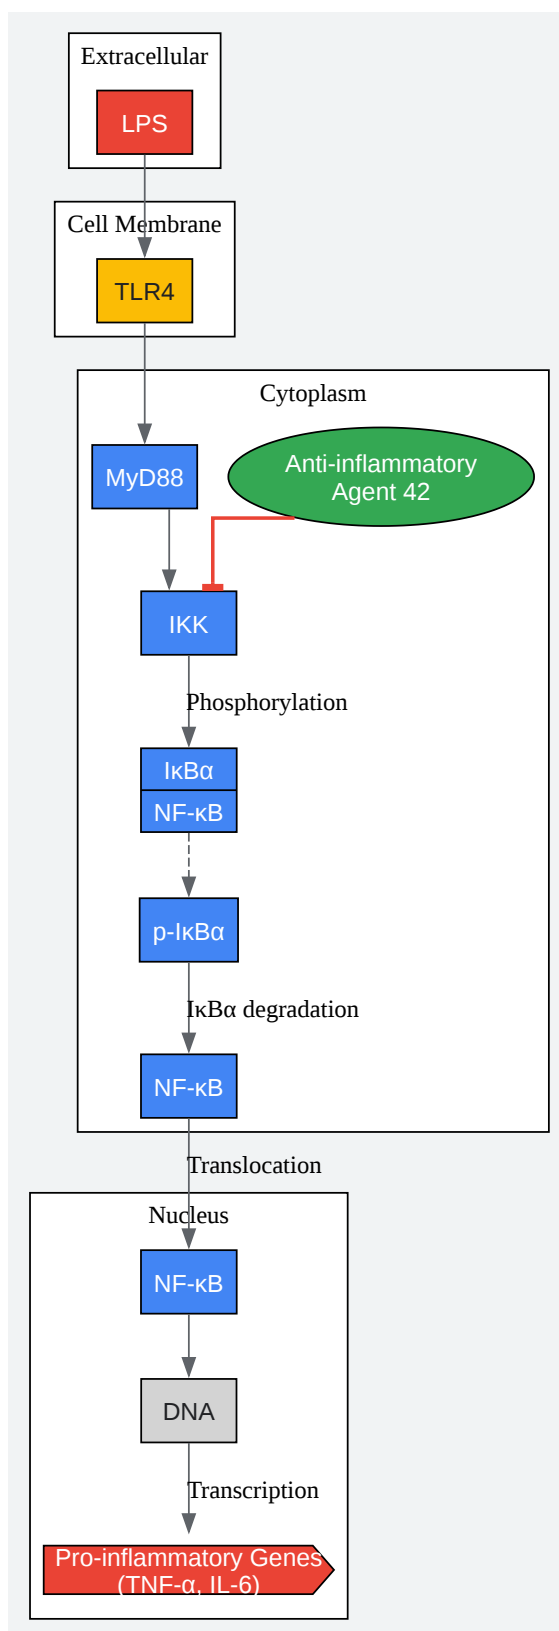 Extracellular
LPS
Cell Membrane
TLR4
Cytoplasm
MyD88
Anti-inflammatory
Agent 42
IKK
Phosphorylation
IκBα
NF-κB
p-IκBα
IκBα degradation
NF-κB
Translocation
Nucleus
NF-κB
DNA
Transcription
Pro-inflammatory Genes
(TNF-α, IL-6)